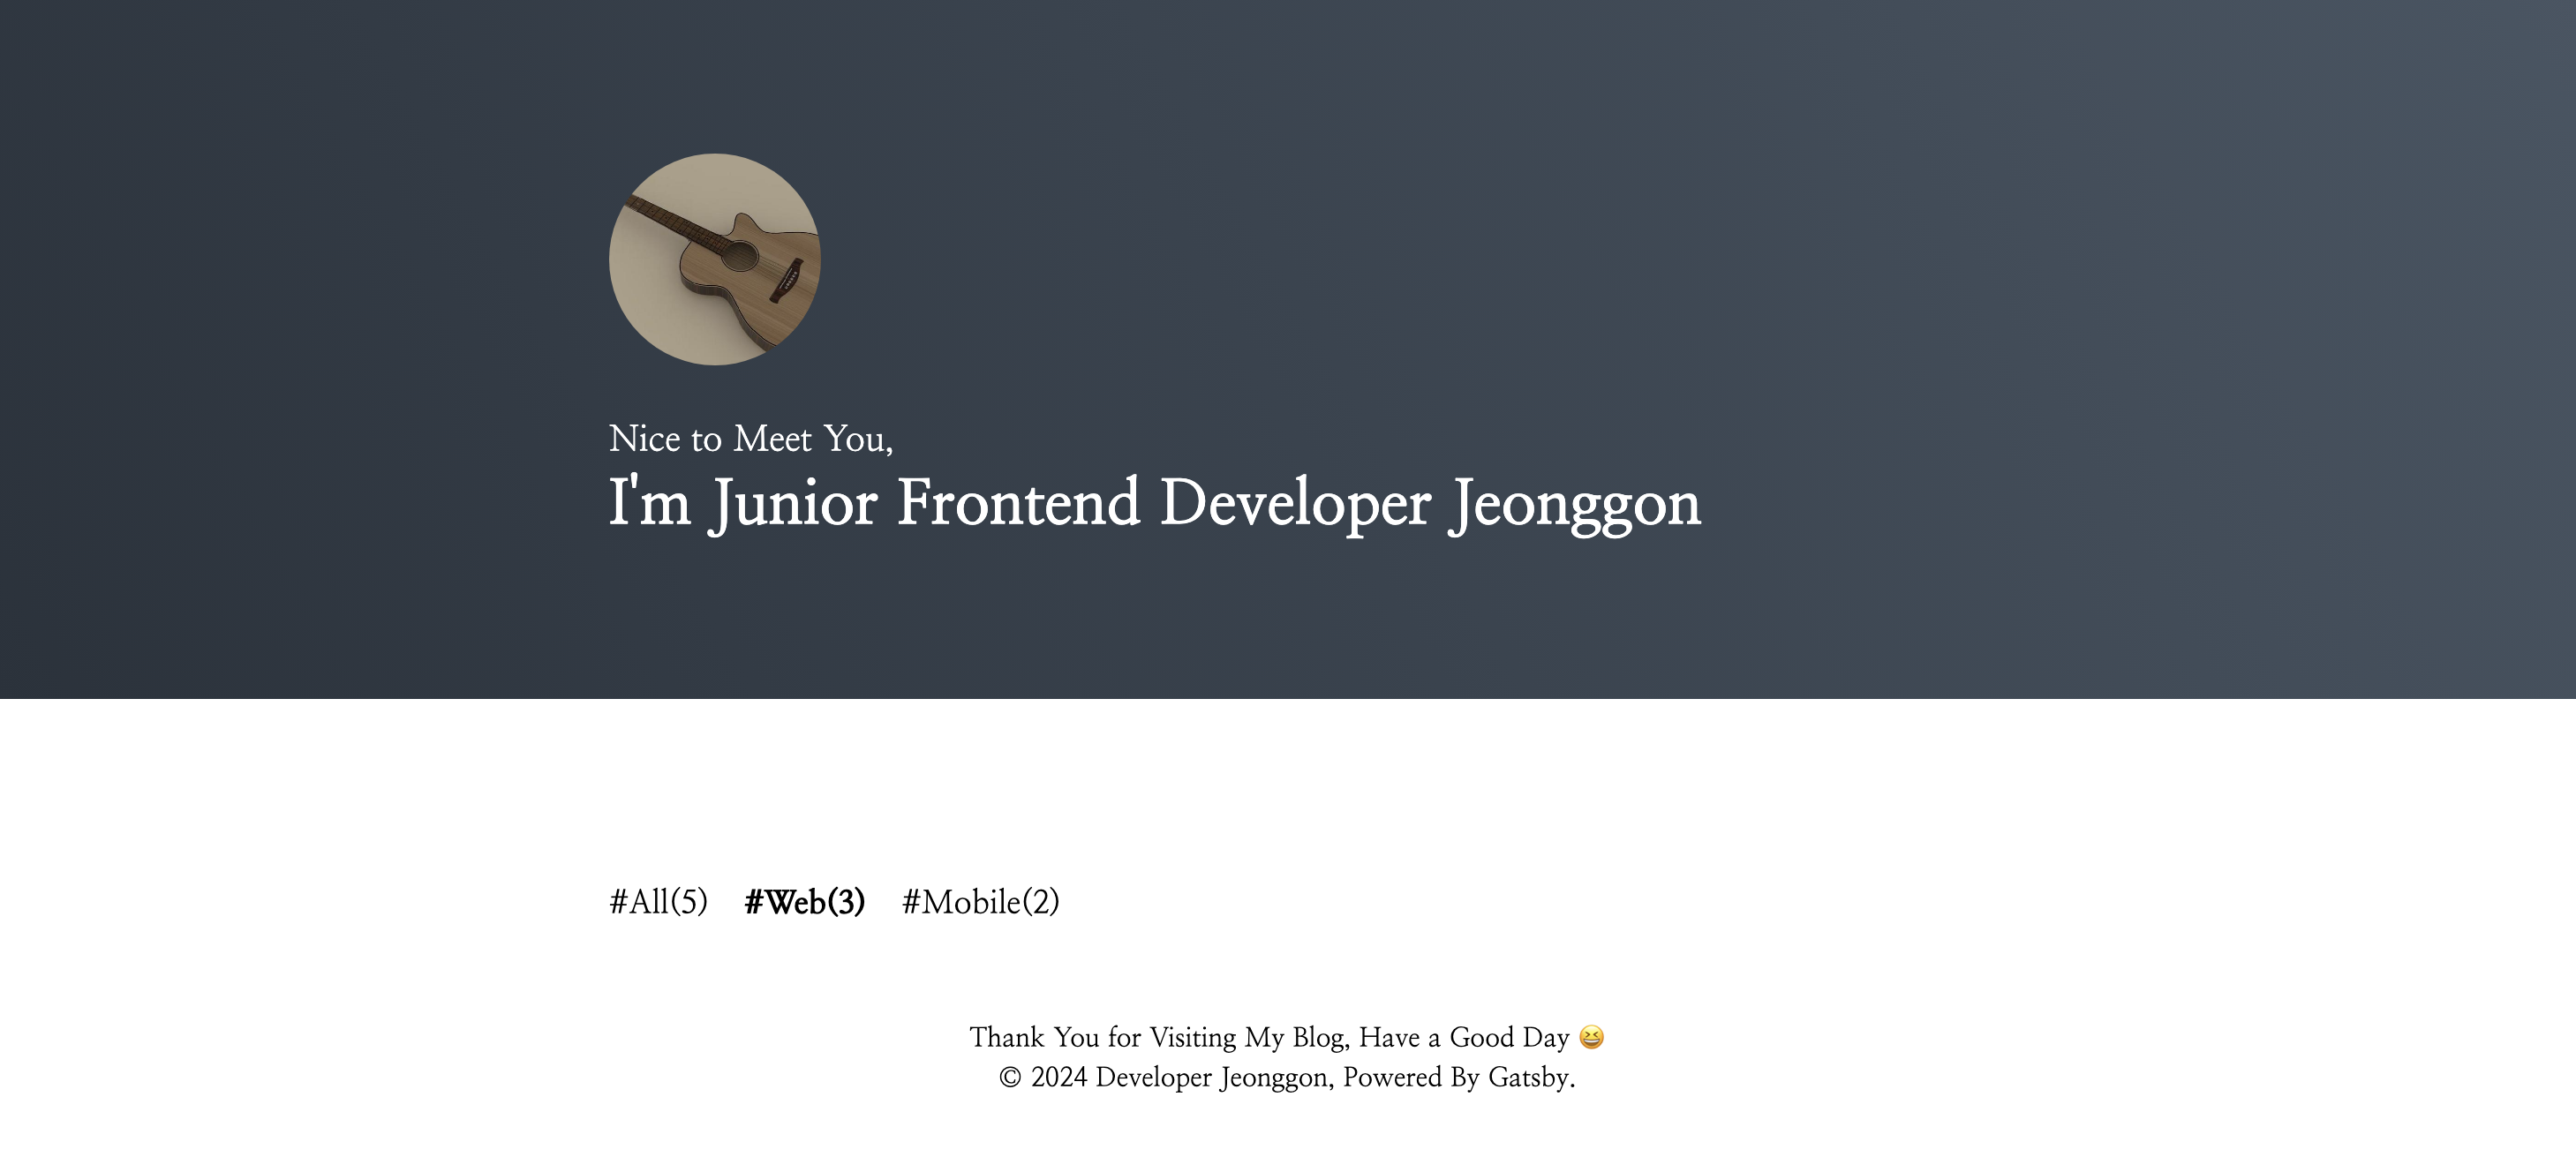 Nice to Meet You,
I'm Junior Frontend Developer Jeonggon
#All(5) #Web(3) #Mobile(2)
Thank You for Visiting My Blog, Have a Good Day 😆
© 2024 Developer Jeonggon, Powered By Gatsby.